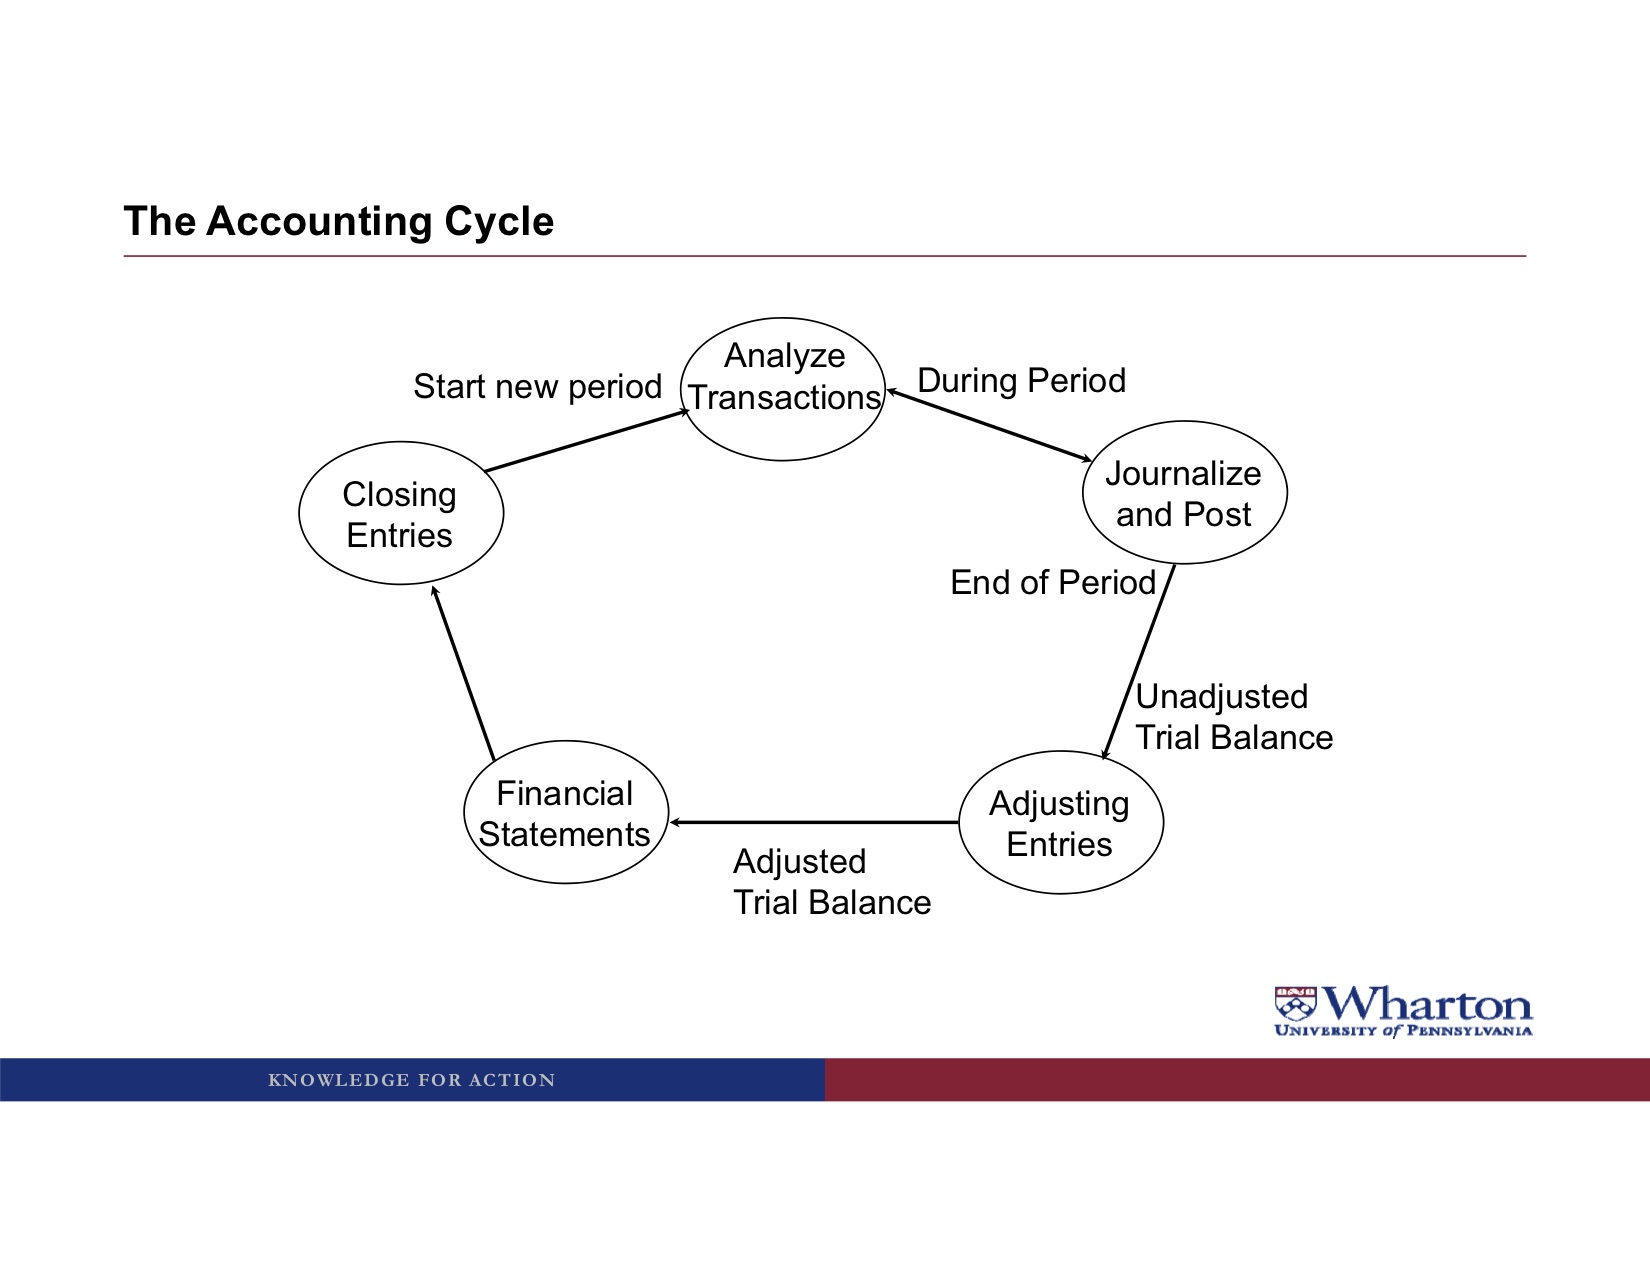 The Accounting Cycle
Analyze
Transactions
During Period
Start new period
Journalize
and Post
Closing
Entries
End of Period
Unadjusted
Trial Balance
Financial
Statements
Adjusting
Entries
Adjusted
Trial Balance
Wharton
UNIVERSITY of PENNSYLVANIA
KNOWLEDGE FOR ACTION